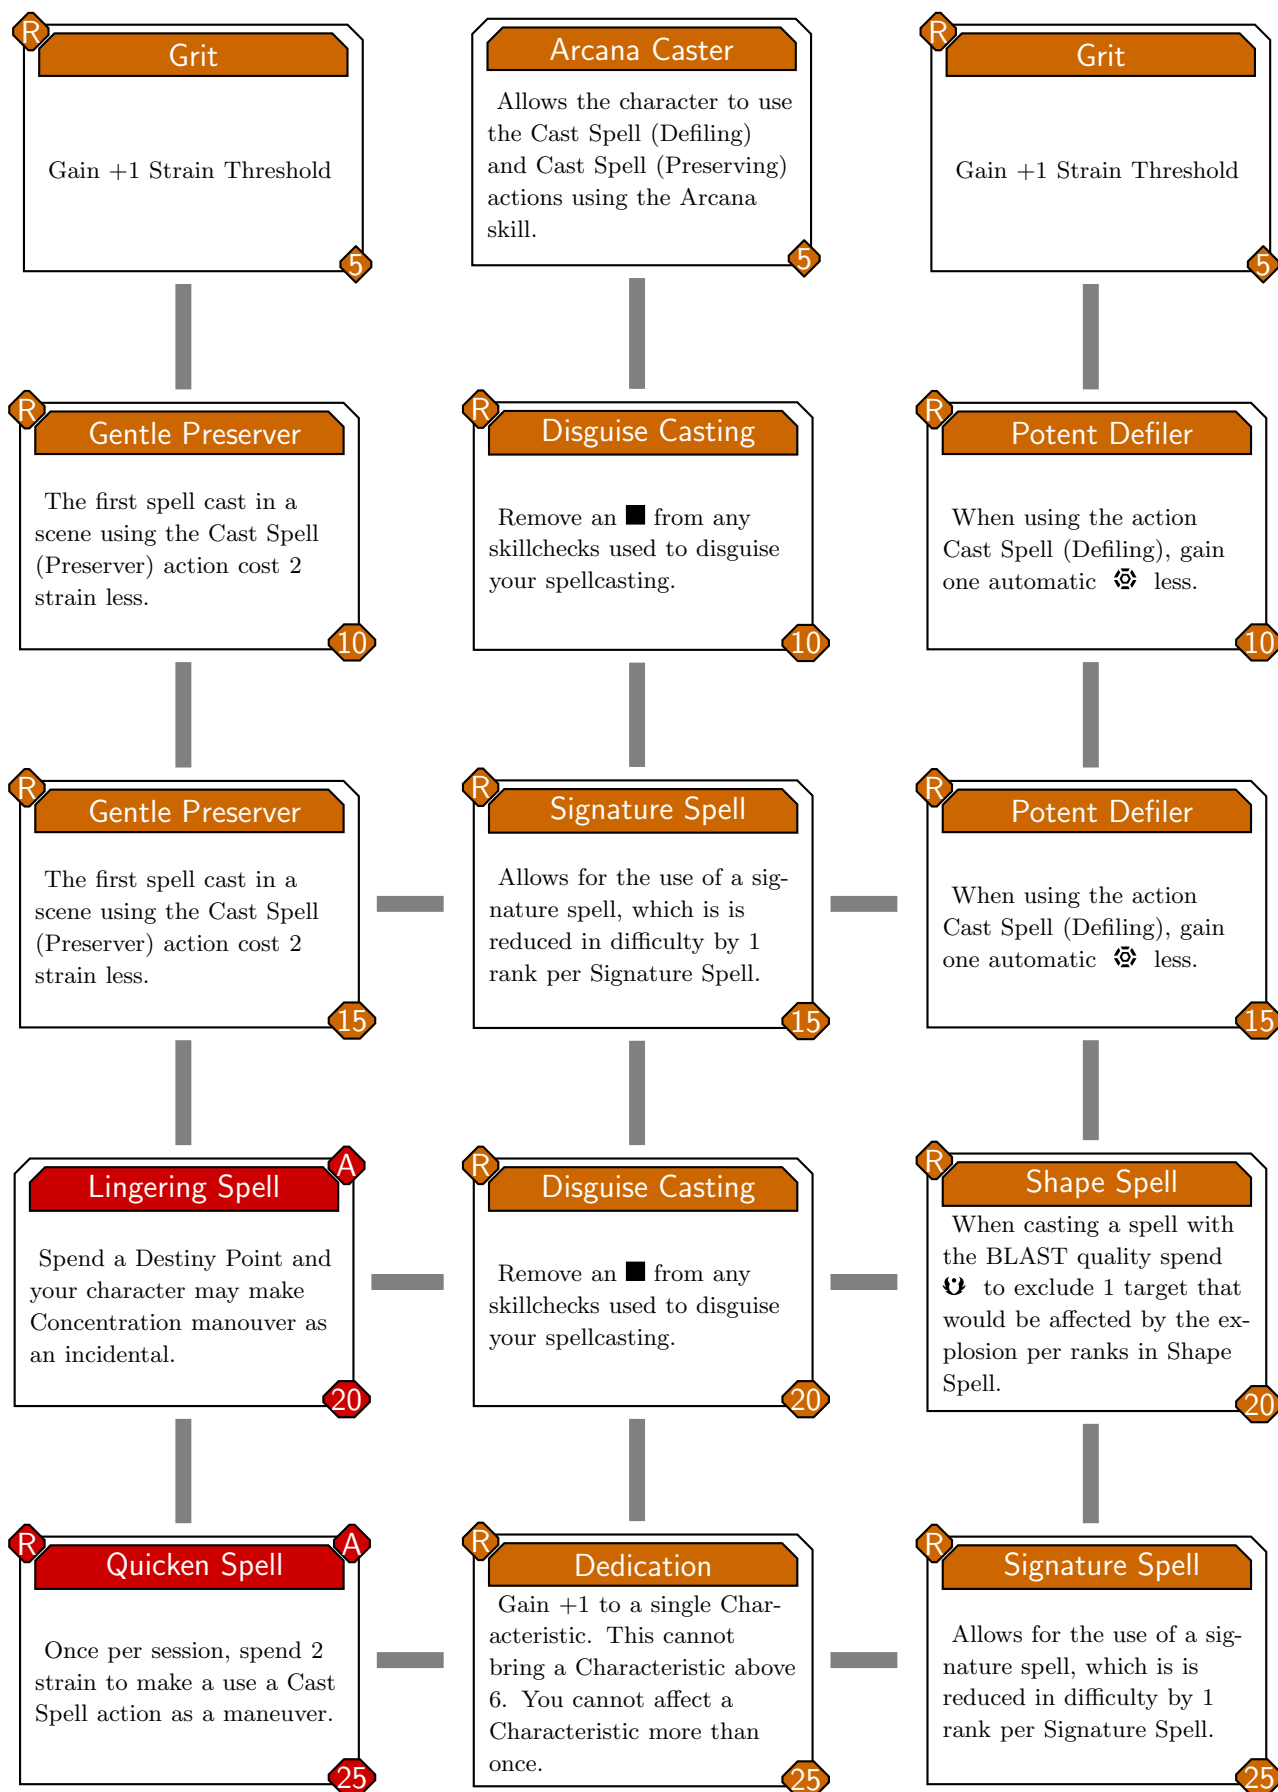 R
Grit
Gain +1 Strain Threshold
5
Arcana Caster
Allows the character to use
the Cast Spell (Defiling)
and Cast Spell (Preserving)
actions using the Arcana
skill.
5
R
Grit
Gain +1 Strain Threshold
5
R
Gentle Preserver
The first spell cast in a
scene using the Cast Spell
(Preserver) action cost 2
strain less.
10
R
Disguise Casting
Remove an ■ from any
skillchecks used to disguise
your spellcasting.
10
R
Potent Defiler
When using the action
Cast Spell (Defiling), gain
one automatic less.
10
R
Gentle Preserver
The first spell cast in a
scene using the Cast Spell
(Preserver) action cost 2
strain less.
15
R
Signature Spell
Allows for the use of a sig-
nature spell, which is is
reduced in difficulty by 1
rank per Signature Spell.
15
R
Potent Defiler
When using the action
Cast Spell (Defiling), gain
one automatic less.
15
A
Lingering Spell
Spend a Destiny Point and
your character may make
Concentration manouver as
an incidental.
20
R
Disguise Casting
Remove an ■ from any
skillchecks used to disguise
your spellcasting.
20
R
Shape Spell
When casting a spell with
the BLAST quality spend
to exclude 1 target that
would be affected by the ex-
plosion per ranks in Shape
Spell.
20
R
A
Quicken Spell
Once per session, spend 2
strain to make a use a Cast
Spell action as a maneuver.
25
R
Dedication
Gain +1 to a single Char-
acteristic. This cannot
bring a Characteristic above
6. You cannot affect a
Characteristic more than
once.
25
R
Signature Spell
Allows for the use of a sig-
nature spell, which is is
reduced in difficulty by 1
rank per Signature Spell.
25